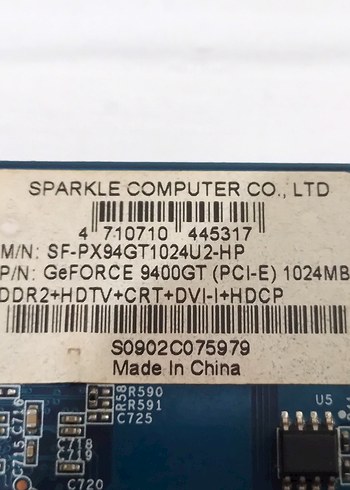 SPARKLE COMPUTER CO., LTD
4 710710 445317
M/N: SF-PX94GT1024U2-HP
P/N: GeFORCE 9400GT (PCI-E) 1024MB
DDR2+HDTV+CRT+DVI-I+HDCP
S0902C075979
Made In China
R58
R590
R591
C725
C716
C715
C718
C719
C720
U5